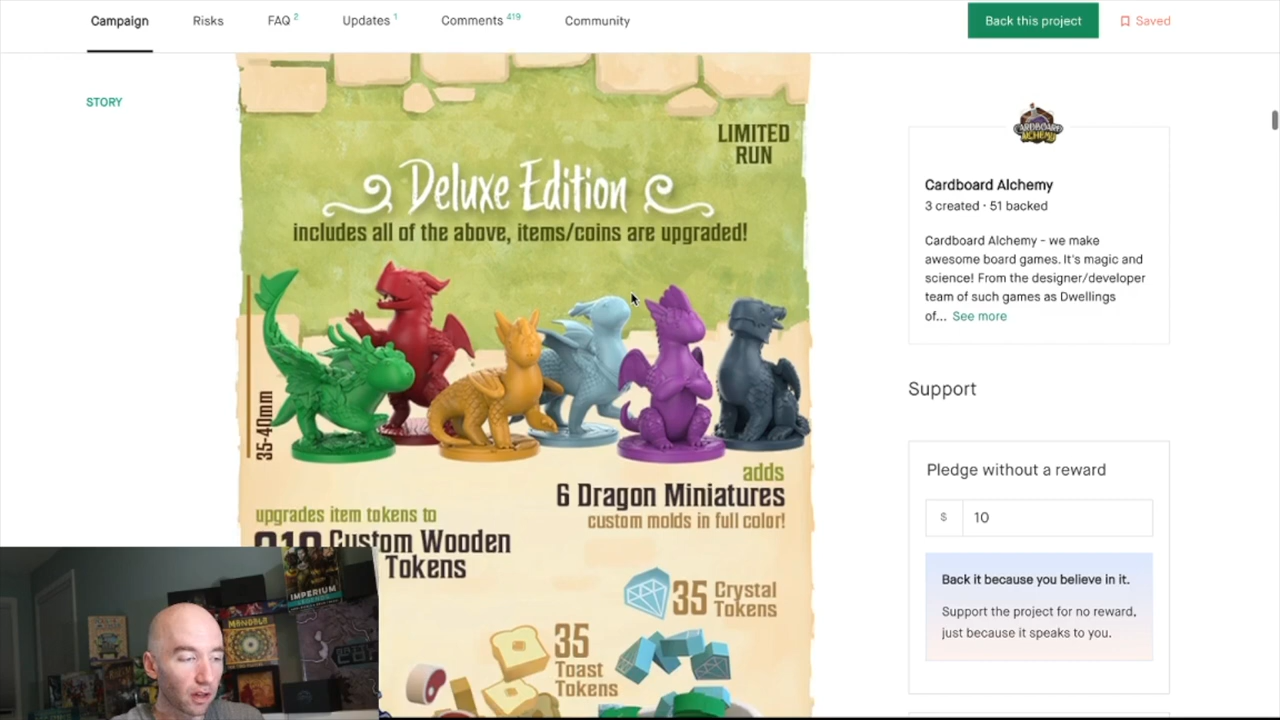 Campaign
Risks
FAQ 2
Updates 1
Comments 419
Community
Back this project
Saved
STORY
LIMITED
RUN
Deluxe Edition
includes all of the above, items/coins are upgraded!
35-40mm
adds
6 Dragon Miniatures
custom molds in full color!
upgrades item tokens to
Custom Wooden
Tokens
35 Crystal
Tokens
35
Toast
Tokens
CARDBOARD
ALCHEMY
Cardboard Alchemy
3 created · 51 backed
Cardboard Alchemy - we make
awesome board games. It's magic and
science! From the designer/developer
team of such games as Dwellings
of... See more
Support
Pledge without a reward
$ 10
Back it because you believe in it.
Support the project for no reward,
just because it speaks to you.
IMPERIUM
MANDALA